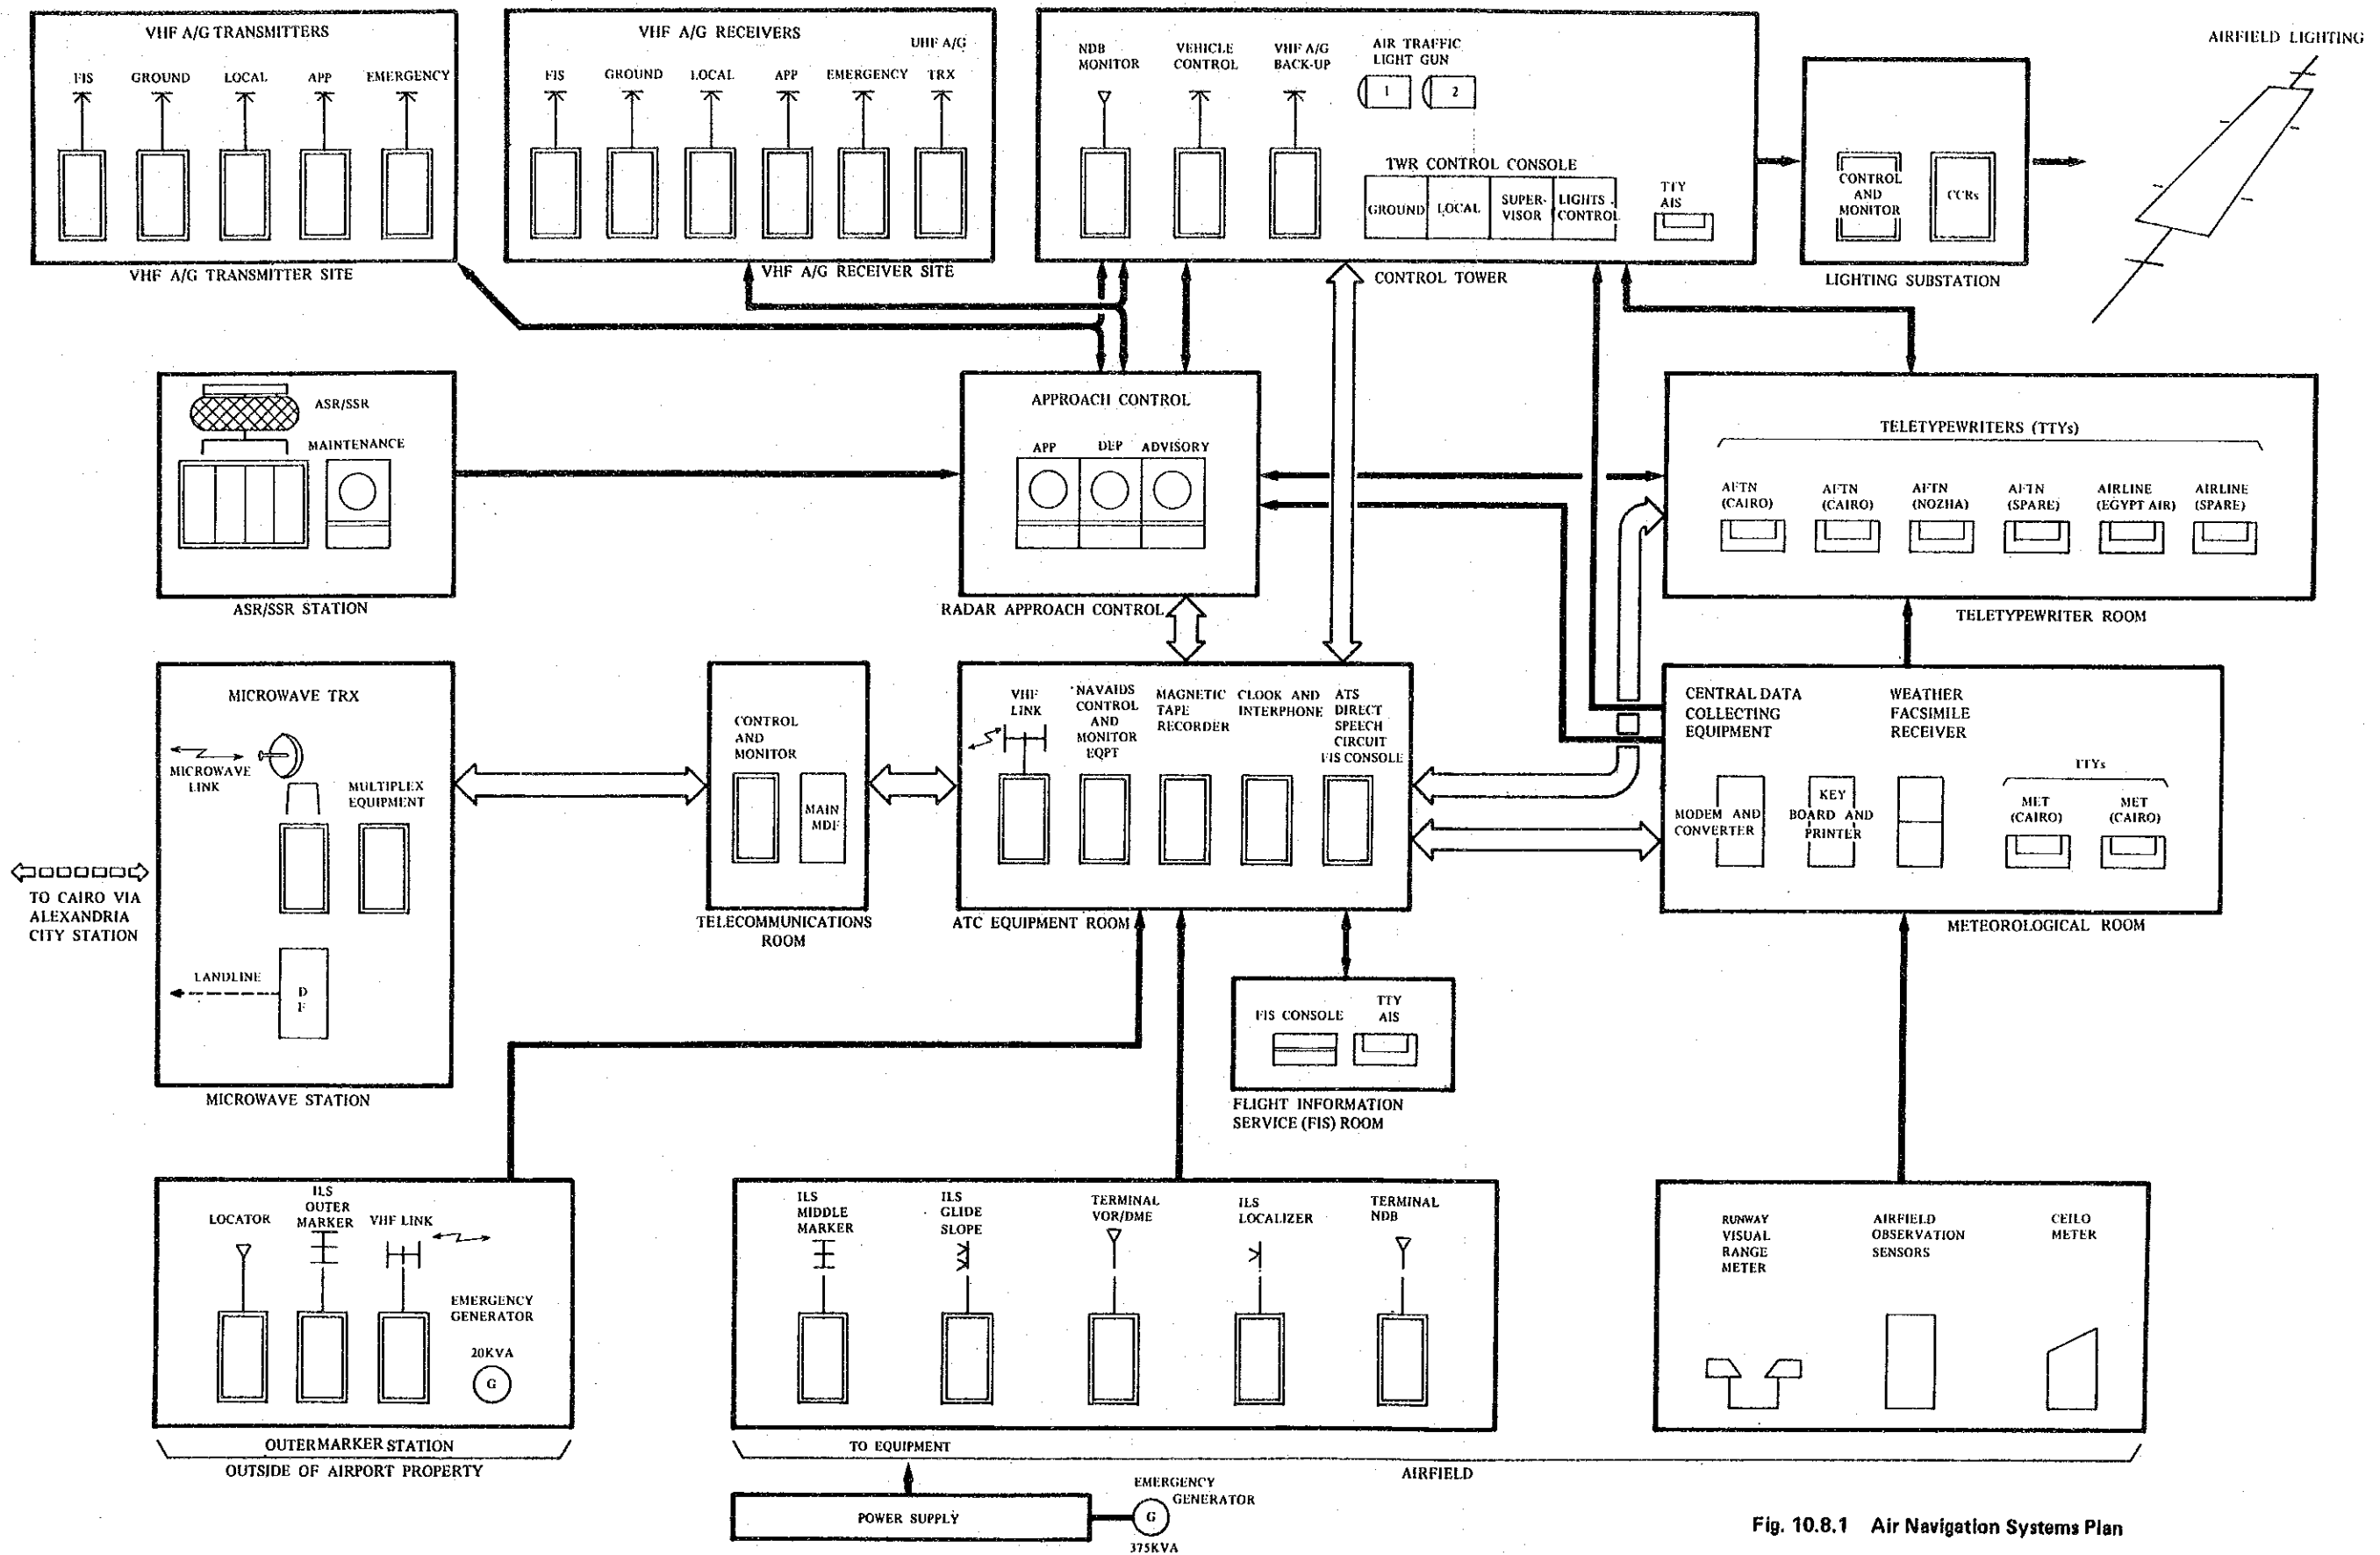 VHF A/G TRANSMITTERS
FIS GROUND LOCAL APP EMERGENCY
VHF A/G TRANSMITTER SITE
VHF A/G RECEIVERS
UHF A/G
FIS GROUND LOCAL APP EMERGENCY TRX
VHF A/G RECEIVER SITE
NDB
MONITOR
VEHICLE
CONTROL
VHF A/G
BACK-UP
AIR TRAFFIC
LIGHT GUN
1 2
TWR CONTROL CONSOLE
GROUND
LOCAL
SUPER-
VISOR
LIGHTS
CONTROL
TTY
AIS
CONTROL TOWER
CONTROL
AND
MONITOR
CCRs
LIGHTING SUBSTATION
AIRFIELD LIGHTING
ASR/SSR
MAINTENANCE
ASR/SSR STATION
APPROACH CONTROL
APP DEP ADVISORY
RADAR APPROACH CONTROL
TELETYPEWRITERS (TTYs)
AFTN
(CAIRO)
AFTN
(CAIRO)
AFTN
(NOZHA)
AFTN
(SPARE)
AIRLINE
(EGYPT AIR)
AIRLINE
(SPARE)
TELETYPEWRITER ROOM
MICROWAVE TRX
MICROWAVE
LINK
MULTIPLEX
EQUIPMENT
TO CAIRO VIA
ALEXANDRIA
CITY STATION
LANDLINE
D
F
MICROWAVE STATION
CONTROL
AND
MONITOR
MAIN
MDF
TELECOMMUNICATIONS
ROOM
VHF
LINK
NAVAIDS
CONTROL
AND
MONITOR
EQPT
MAGNETIC
TAPE
RECORDER
CLOOK AND
INTERPHONE
ATS
DIRECT
SPEECH
CIRCUIT
FIS CONSOLE
ATC EQUIPMENT ROOM
CENTRAL DATA
COLLECTING
EQUIPMENT
WEATHER
FACSIMILE
RECEIVER
MODEM AND
CONVERTER
KEY
BOARD AND
PRINTER
TTYs
MET
(CAIRO)
MET
(CAIRO)
METEOROLOGICAL ROOM
FIS CONSOLE
TTY
AIS
FLIGHT INFORMATION
SERVICE (FIS) ROOM
LOCATOR
ILS
OUTER
MARKER
VHF LINK
EMERGENCY
GENERATOR
20KVA
G
OUTERMARKER STATION
OUTSIDE OF AIRPORT PROPERTY
ILS
MIDDLE
MARKER
ILS
GLIDE
SLOPE
TERMINAL
VOR/DME
ILS
LOCALIZER
TERMINAL
NDB
RUNWAY
VISUAL
RANGE
METER
AIRFIELD
OBSERVATION
SENSORS
CEILO
METER
TO EQUIPMENT
AIRFIELD
POWER SUPPLY
EMERGENCY
GENERATOR
G
375KVA
Fig. 10.8.1 Air Navigation Systems Plan